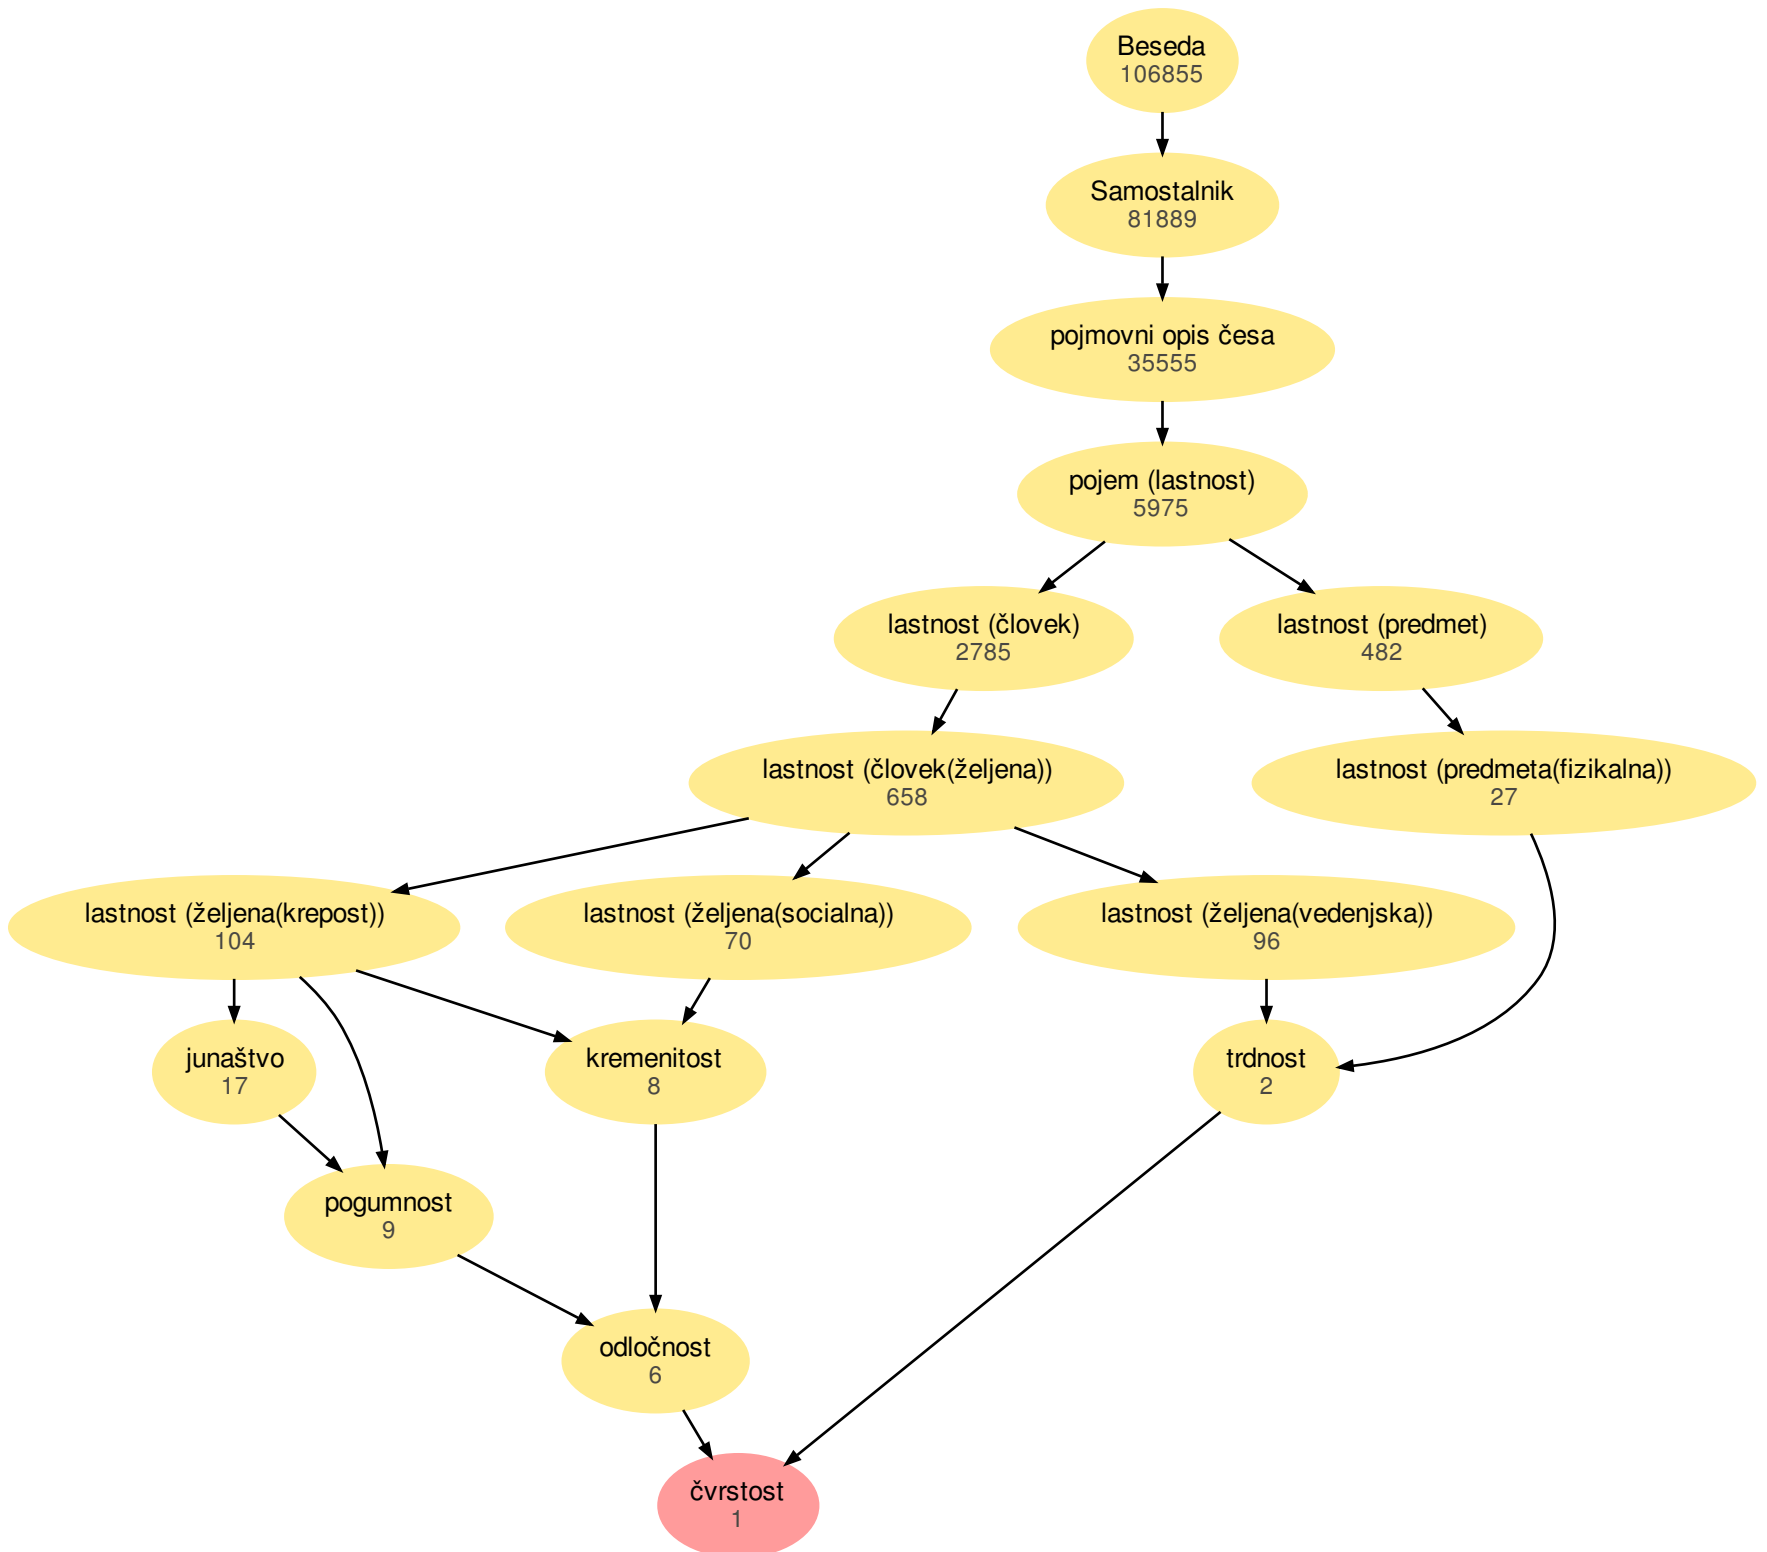 Beseda
106855
Samostalnik
81889
pojmovni opis česa
35555
pojem (lastnost)
5975
lastnost (človek)
2785
lastnost (predmet)
482
lastnost (človek(željena))
658
lastnost (predmeta(fizikalna))
27
lastnost (željena(krepost))
104
lastnost (željena(socialna))
70
lastnost (željena(vedenjska))
96
junaštvo
17
kremenitost
8
trdnost
2
pogumnost
9
odločnost
6
čvrstost
1